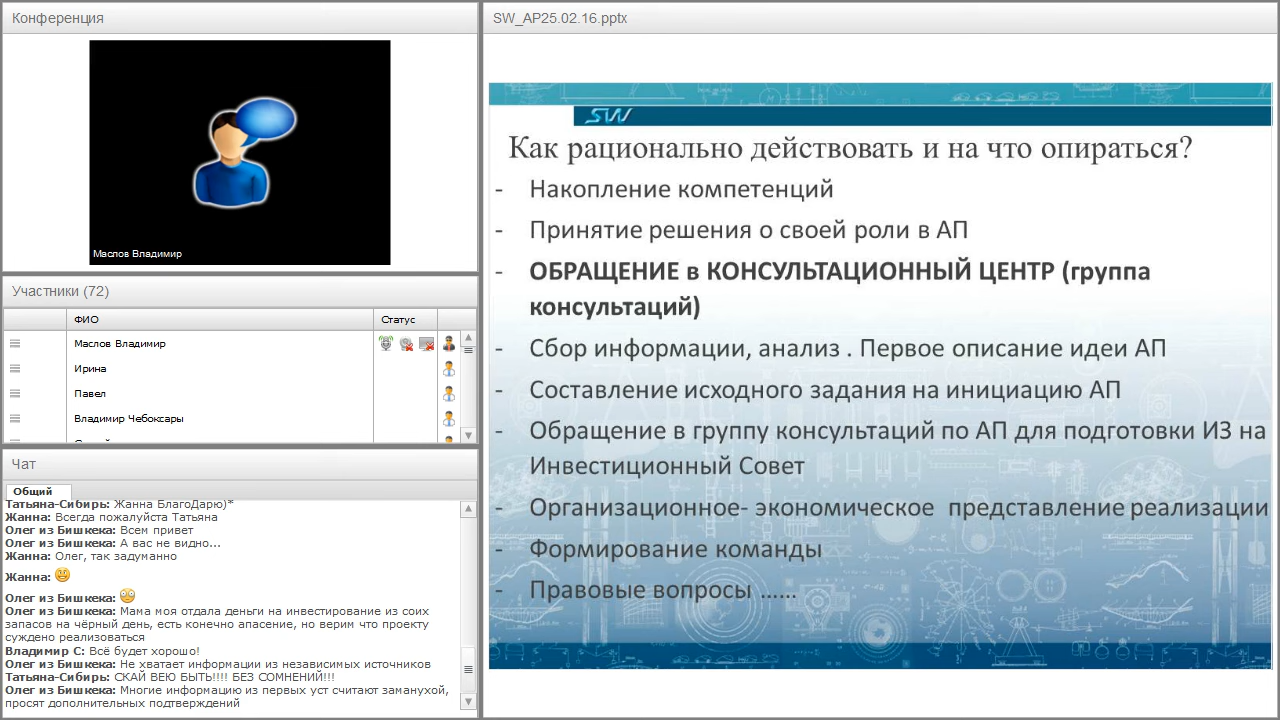 Конференция
Маслов Владимир
Участники (72)
ФИО
Статус
Маслов Владимир
Ирина
Павел
Владимир Чебоксары
Чат
Общий
Татьяна-Сибирь: Жанна БлагоДарю)*
Жанна: Всегда пожалуйста Татьяна
Олег из Бишкека: Всем привет
Олег из Бишкека: А вас не видно...
Жанна: Олег, так задуманно
Жанна:
Олег из Бишкека:
Олег из Бишкека: Мама моя отдала деньги на инвестирование из соих
запасов на чёрный день, есть конечно апасение, но верим что проекту
суждено реализоваться
Владимир С: Всё будет хорошо!
Олег из Бишкека: Не хватает информации из независимых источников
Татьяна-Сибирь: СКАЙ ВЕЮ БЫТЬ!!!! БЕЗ СОМНЕНИЙ!!!
Олег из Бишкека: Многие информацию из первых уст считают заманухой,
просят дополнительных подтверждений
SW_AP25.02.16.pptx
SW
Как рационально действовать и на что опираться?
- Накопление компетенций
- Принятие решения о своей роли в АП
- ОБРАЩЕНИЕ в КОНСУЛЬТАЦИОННЫЙ ЦЕНТР (группа
консультаций)
- Сбор информации, анализ . Первое описание идеи АП
- Составление исходного задания на инициацию АП
- Обращение в группу консультаций по АП для подготовки ИЗ на
Инвестиционный Совет
- Организационное- экономическое представление реализации
- Формирование команды
- Правовые вопросы ......